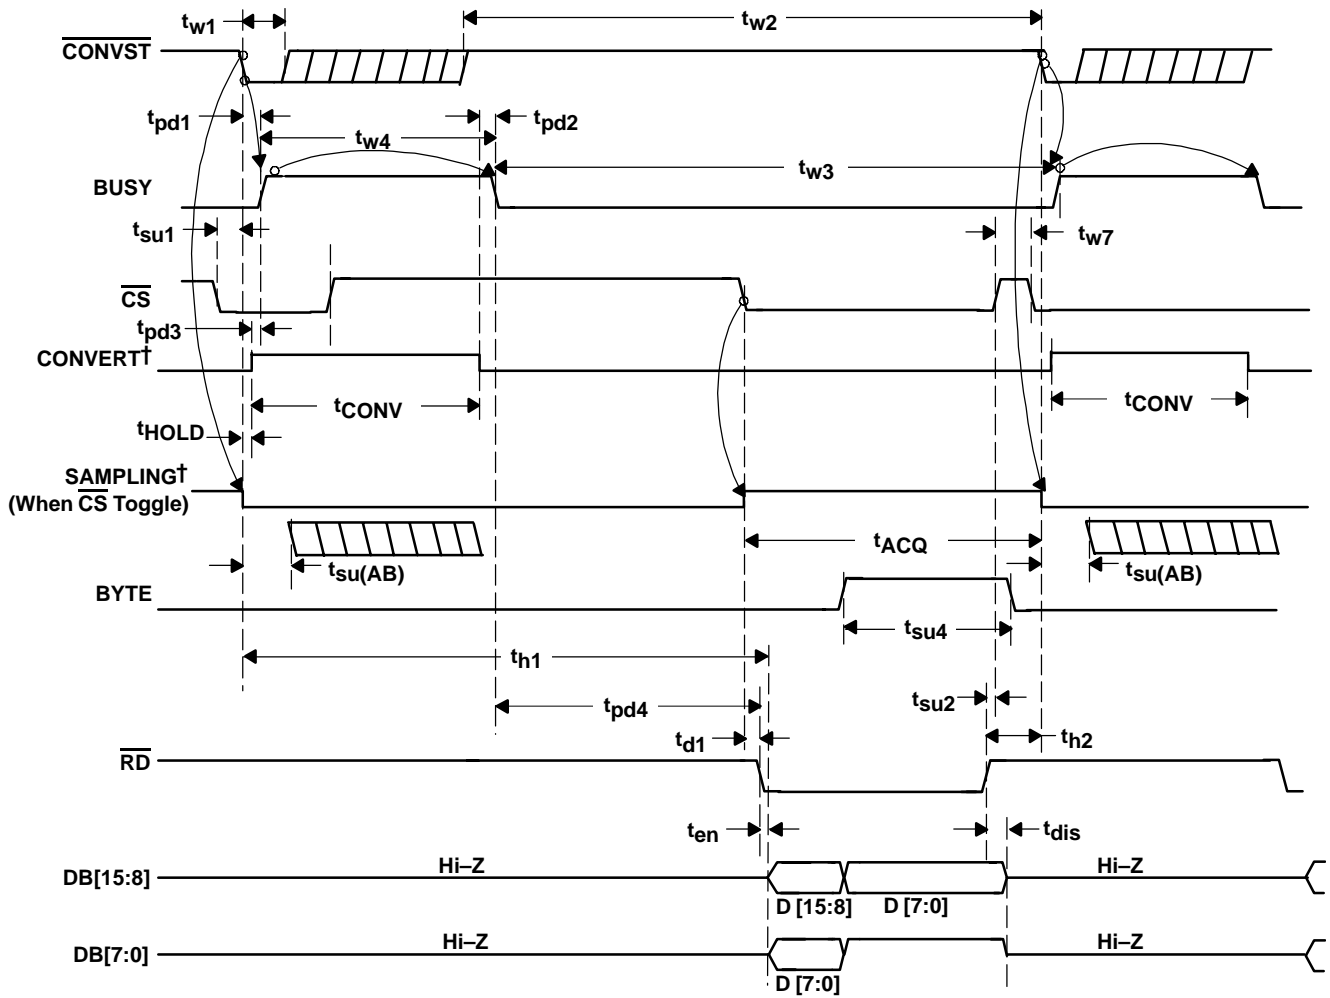 tw1
tw2
CONVST
tpd1
tw4
tpd2
tw3
BUSY
tsu1
tw7
CS
tpd3
CONVERT†
tCONV
tCONV
tHOLD
SAMPLING†
(When CS Toggle)
tACQ
tsu(AB)
tsu(AB)
BYTE
tsu4
th1
tsu2
tpd4
td1
th2
RD
ten
tdis
DB[15:8]
Hi–Z
Hi–Z
D [15:8]
D [7:0]
DB[7:0]
Hi–Z
Hi–Z
D [7:0]